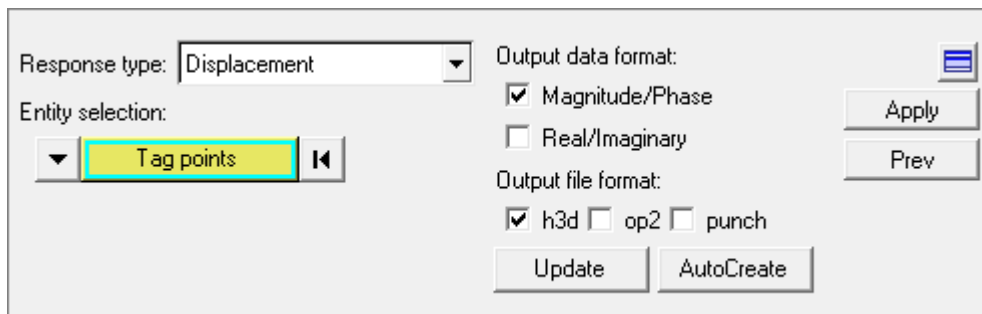 Response type: Displacement
Entity selection:
Tag points
Output data format:
Magnitude/Phase
Real/Imaginary
Output file format:
h3d op2 punch
Update AutoCreate
Apply
Prev